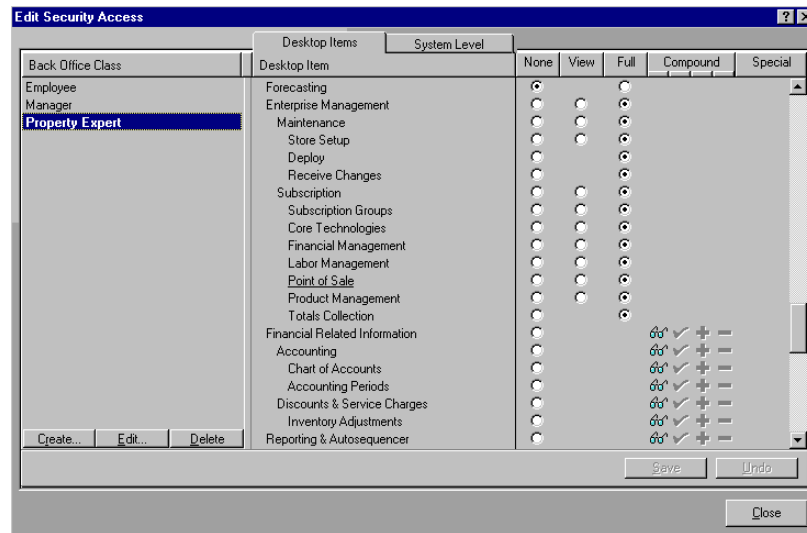 Edit Security Access
Desktop Items
System Level
Back Office Class
Desktop Item
None
View
Full
Compound
Special
Employee
Manager
Property Expert
Forecasting
Enterprise Management
Maintenance
Store Setup
Deploy
Receive Changes
Subscription
Subscription Groups
Core Technologies
Financial Management
Labor Management
Point of Sale
Product Management
Totals Collection
Financial Related Information
Accounting
Chart of Accounts
Accounting Periods
Discounts & Service Charges
Inventory Adjustments
Reporting & Autosequencer
Create...
Edit...
Delete
Save
Undo
Close